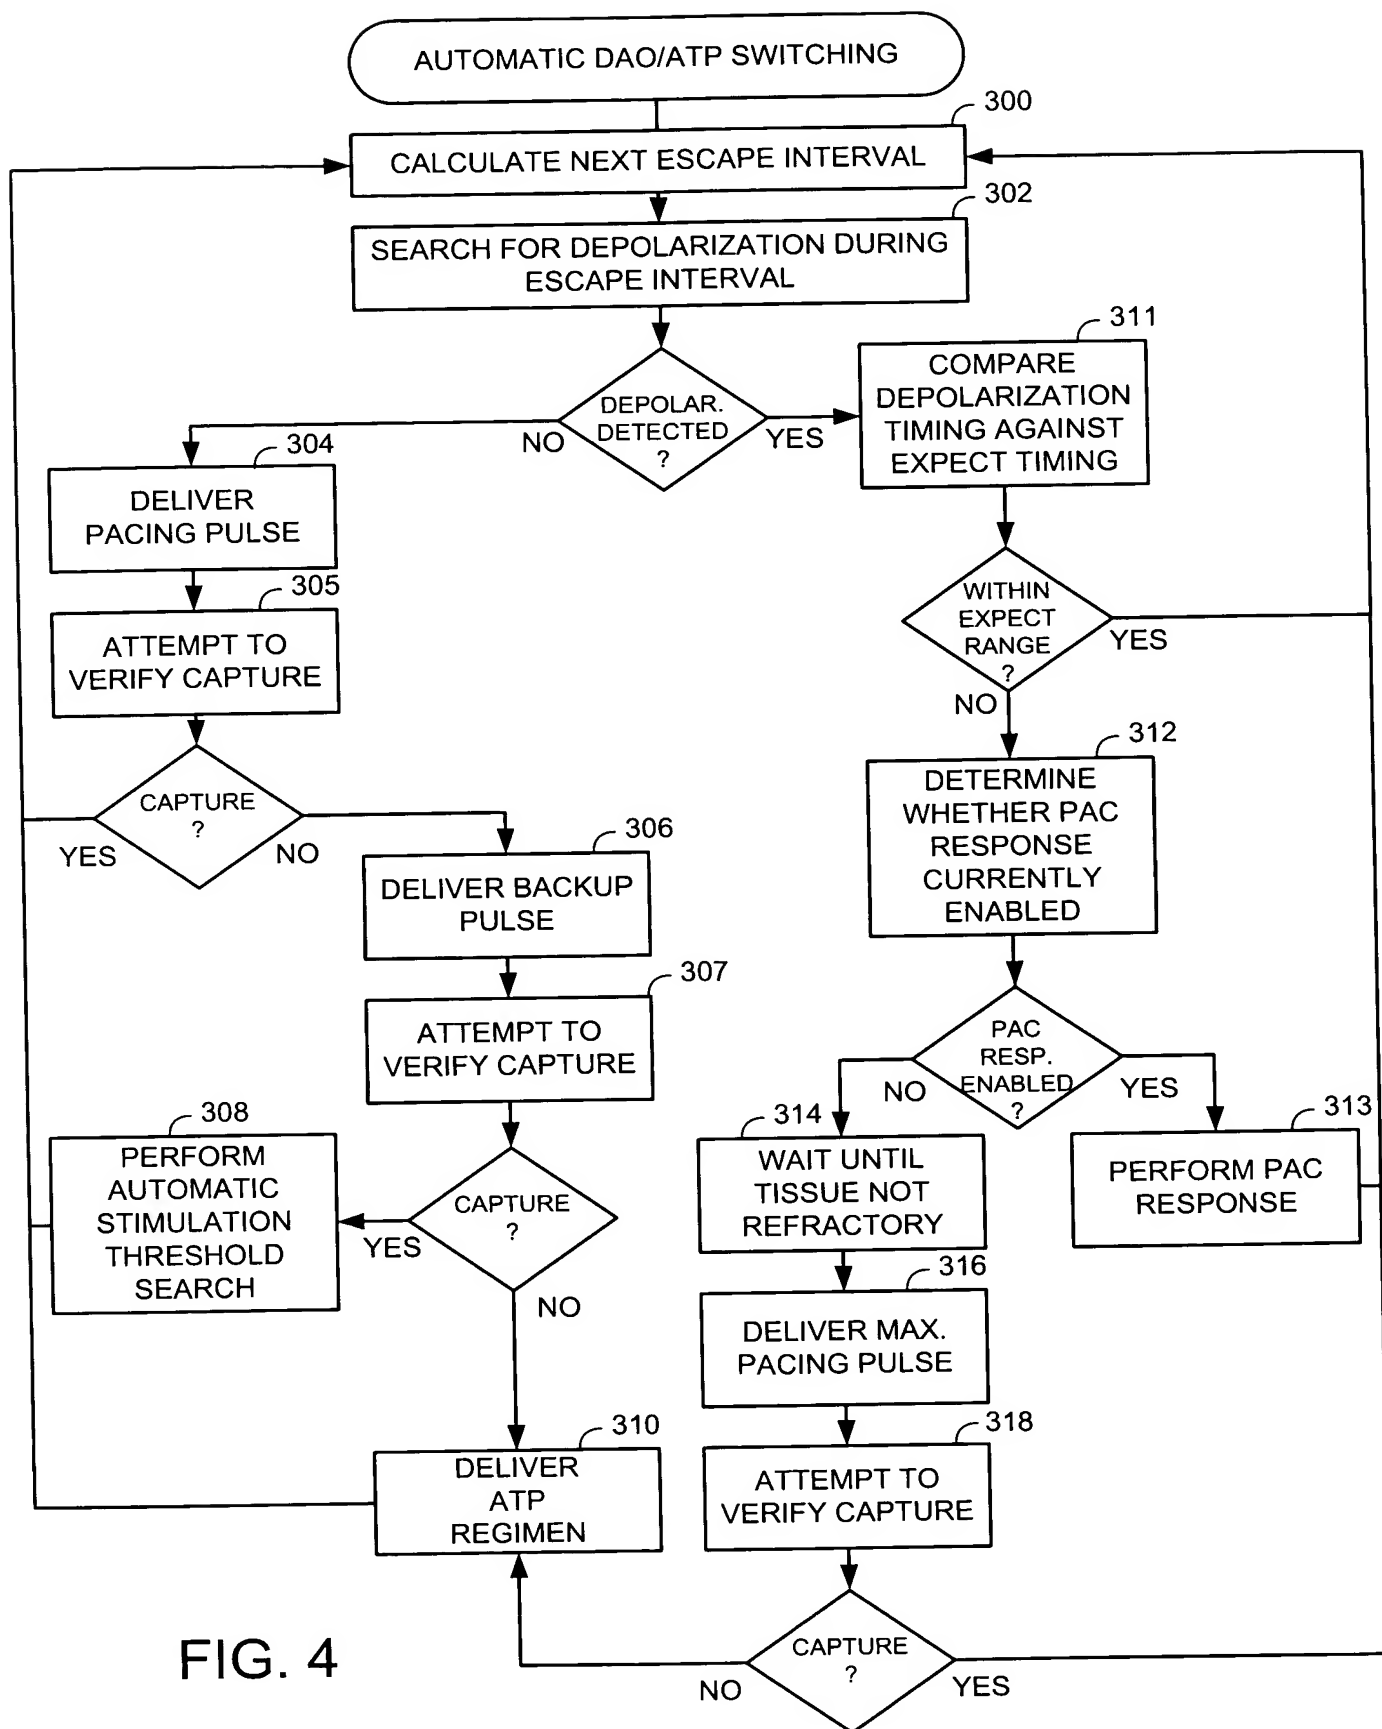 AUTOMATIC DAO/ATP SWITCHING
300
CALCULATE NEXT ESCAPE INTERVAL
302
SEARCH FOR DEPOLARIZATION DURING
ESCAPE INTERVAL
DEPOLAR.
DETECTED
?
NO
YES
311
COMPARE
DEPOLARIZATION
TIMING AGAINST
EXPECT TIMING
304
DELIVER
PACING PULSE
305
ATTEMPT TO
VERIFY CAPTURE
CAPTURE
?
YES
NO
WITHIN
EXPECT
RANGE
?
YES
NO
312
DETERMINE
WHETHER PAC
RESPONSE
CURRENTLY
ENABLED
306
DELIVER BACKUP
PULSE
307
ATTEMPT TO
VERIFY CAPTURE
CAPTURE
?
YES
NO
308
PERFORM
AUTOMATIC
STIMULATION
THRESHOLD
SEARCH
PAC
RESP.
ENABLED
?
NO
YES
313
PERFORM PAC
RESPONSE
314
WAIT UNTIL
TISSUE NOT
REFRACTORY
316
DELIVER MAX.
PACING PULSE
318
ATTEMPT TO
VERIFY CAPTURE
310
DELIVER
ATP
REGIMEN
CAPTURE
?
NO
YES
FIG. 4